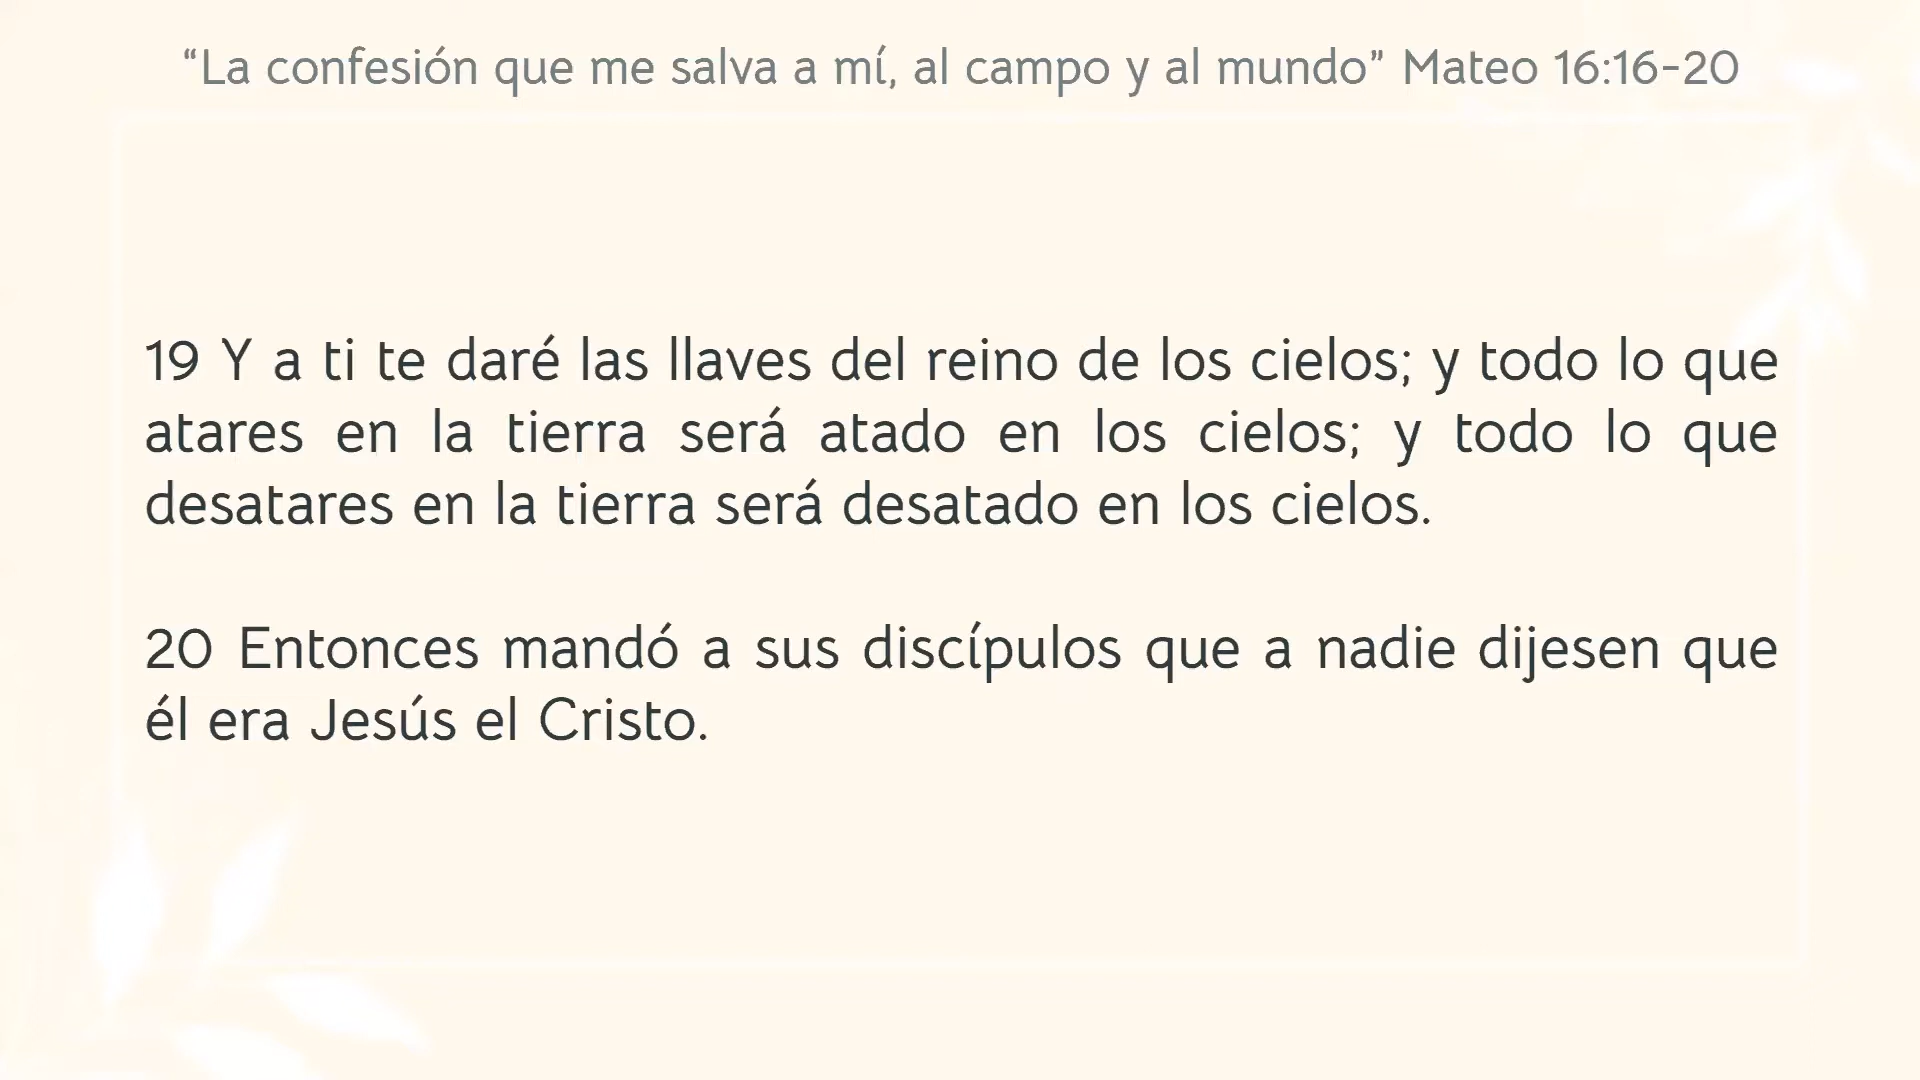 “La confesión que me salva a mí, al campo y al mundo” Mateo 16:16-20
19 Y a ti te daré las llaves del reino de los cielos; y todo lo que
atares en la tierra será atado en los cielos; y todo lo que
desatares en la tierra será desatado en los cielos.
20 Entonces mandó a sus discípulos que a nadie dijesen que
él era Jesús el Cristo.